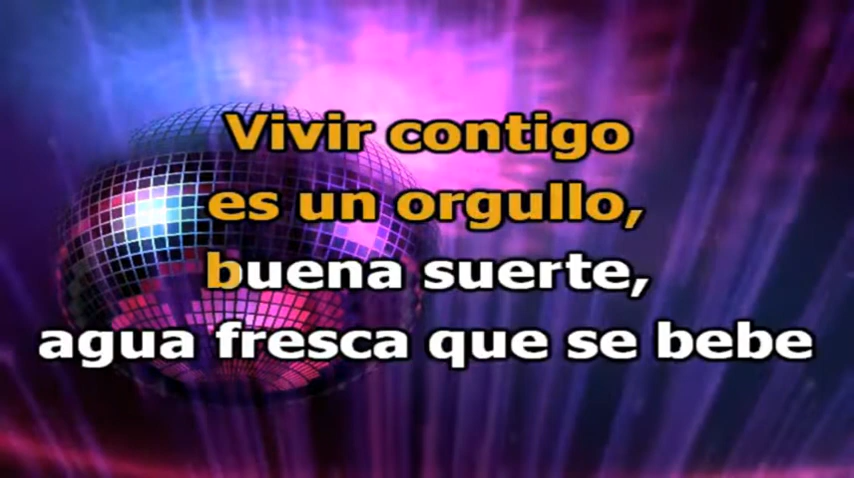 Vivir contigo
es un orgullo,
buena suerte,
agua fresca que se bebe